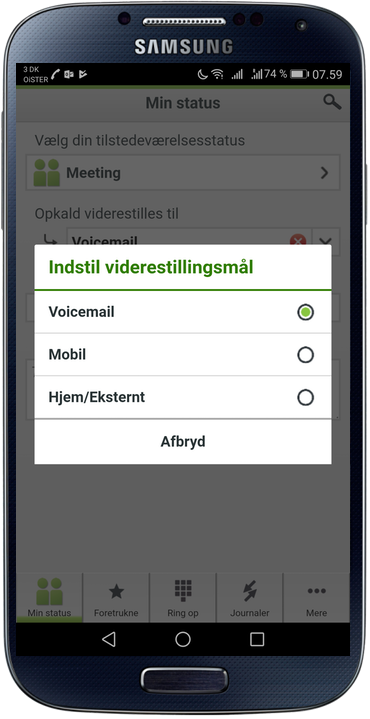 SAMSUNG
3 DK
OiSTER
74 %
07.59
Min status
Vælg din tilstedeværelsesstatus
Meeting
Opkald viderestilles til
Voicemail
Indstil viderestillingsmål
Voicemail
Mobil
Hjem/Eksternt
Afbryd
Min status
Foretrukne
Ring op
Journaler
Mere